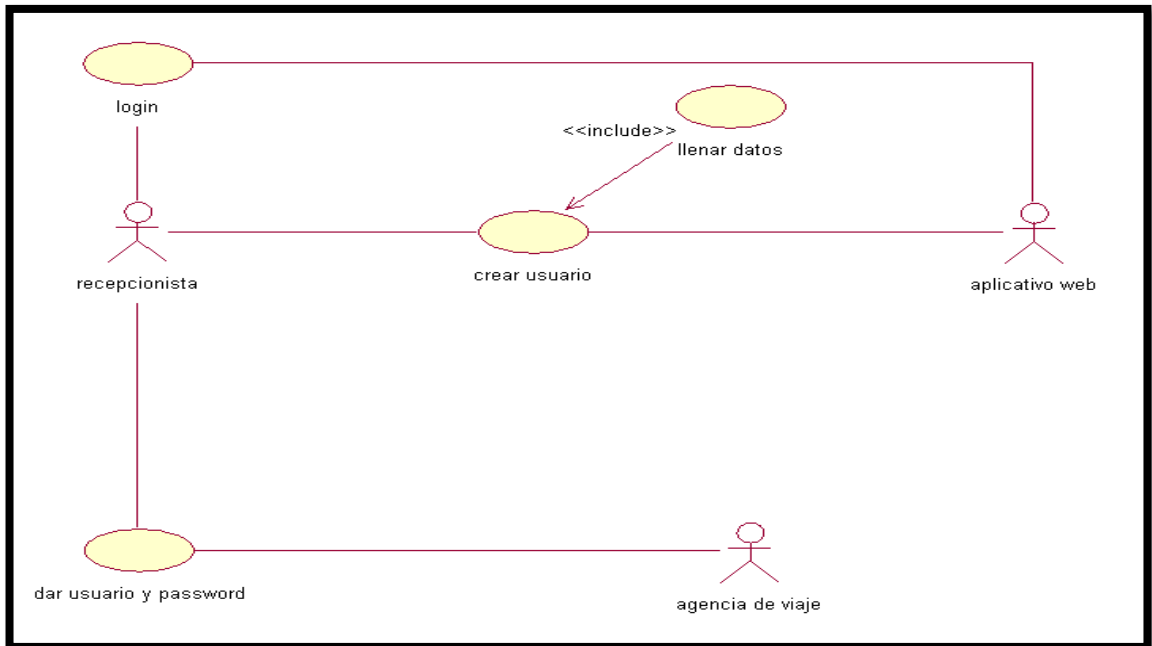 login
<<include>>
llenar datos
crear usuario
recepcionista
aplicativo web
dar usuario y password
agencia de viaje